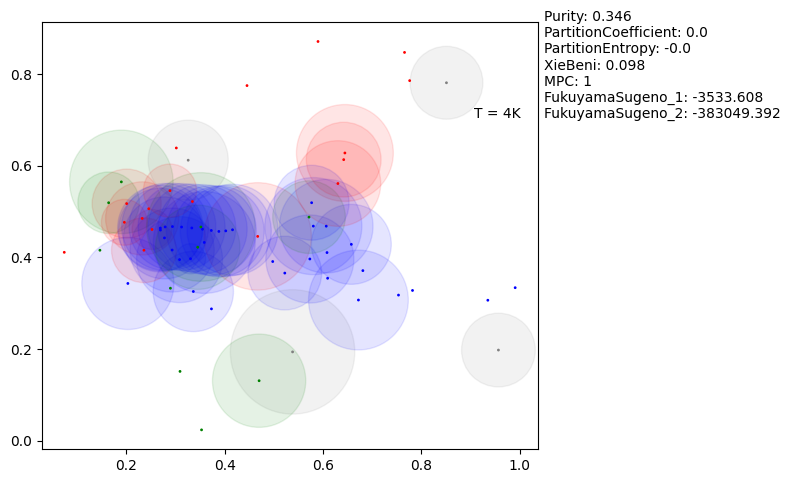 Purity: 0.346
PartitionCoefficient: 0.0
PartitionEntropy: -0.0
XieBeni: 0.098
MPC: 1
FukuyamaSugeno_1: -3533.608
FukuyamaSugeno_2: -383049.392
T = 4K
0.8
0.6
0.4
0.2
0.0
0.2 0.4 0.6 0.8 1.0